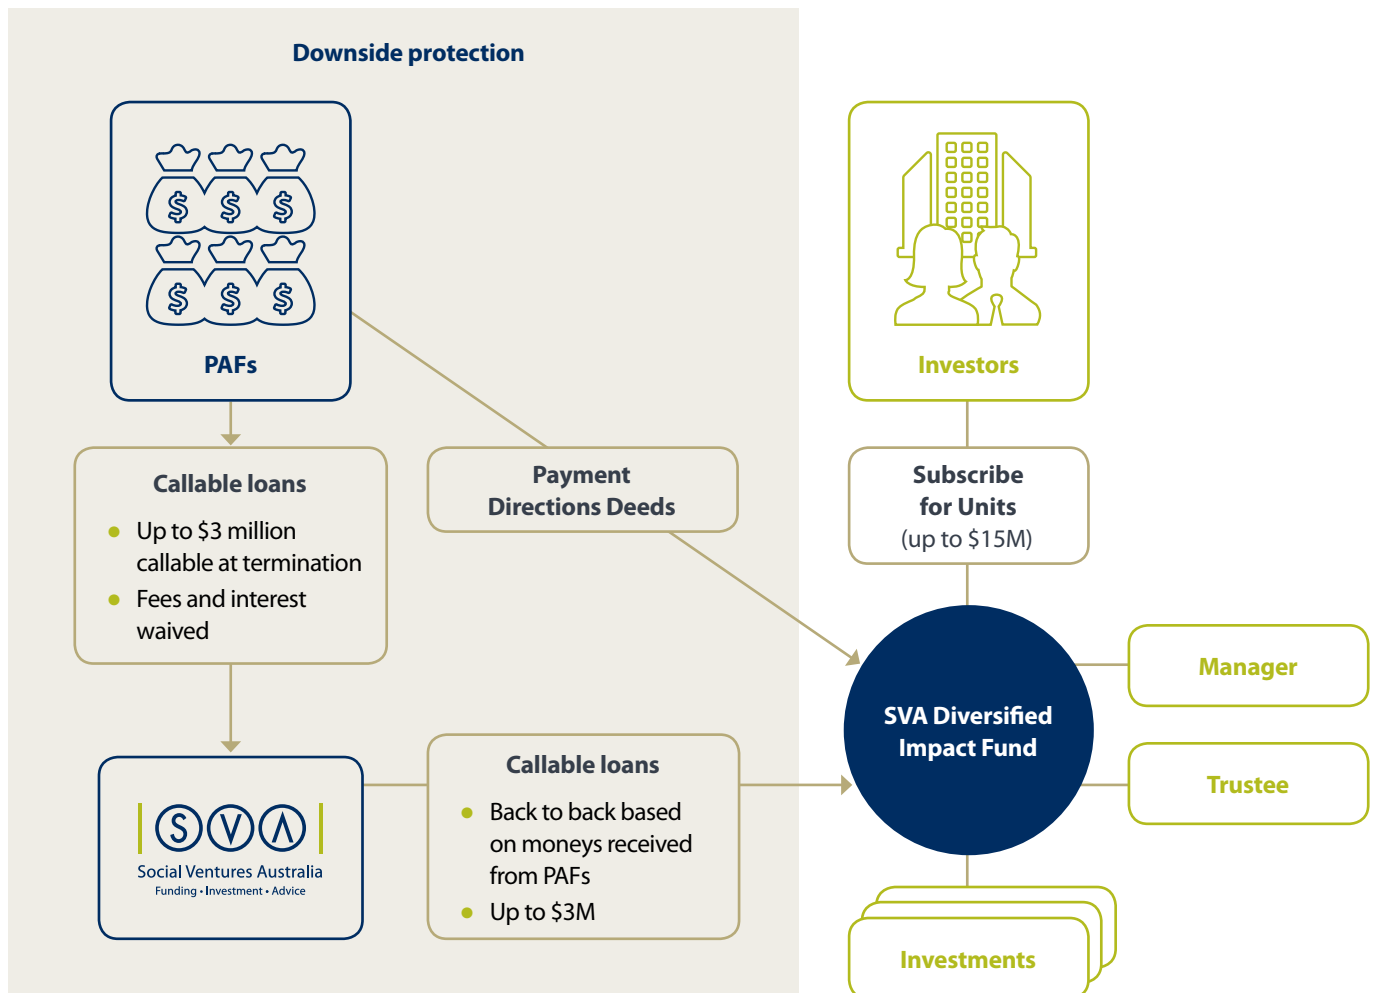 Downside protection
$ $ $
$ $ $
PAFs
Investors
Callable loans
• Up to $3 million
callable at termination
• Fees and interest
waived
Payment
Directions Deeds
Subscribe
for Units
(up to $15M)
SVA Diversified
Impact Fund
Manager
Trustee
SVA
Social Ventures Australia
Funding • Investment • Advice
Callable loans
• Back to back based
on moneys received
from PAFs
• Up to $3M
Investments